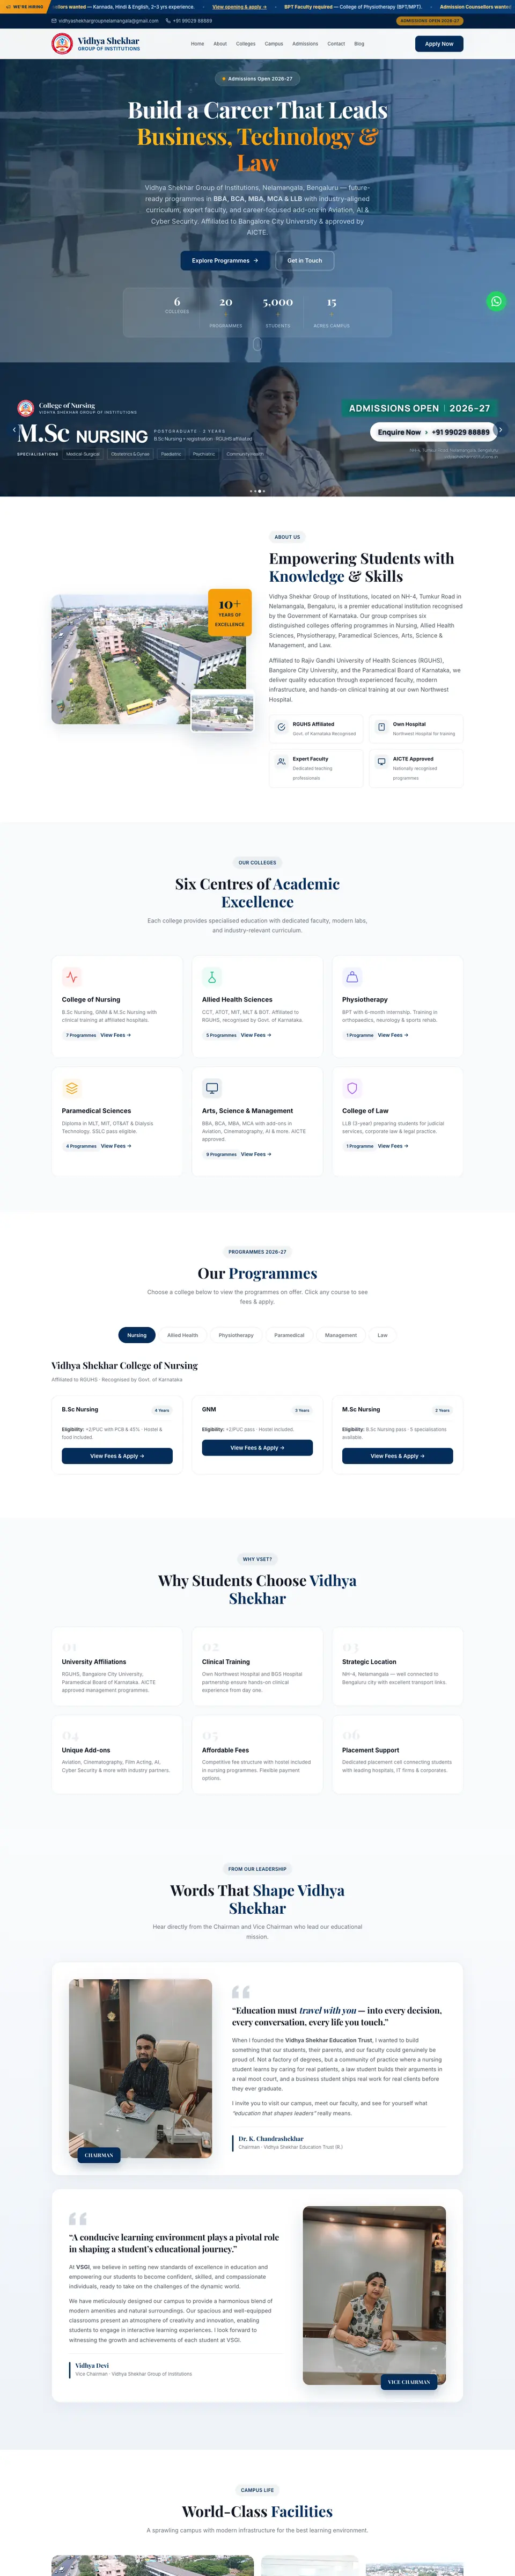 WE'RE HIRING
ellors wanted — Kannada, Hindi & English, 2–3 yrs experience. • View opening & apply → • BPT Faculty required — College of Physiotherapy (BPT/MPT). • Admission Counsellors wanted
vidhyashekhargroupnelamangala@gmail.com +91 99029 88889
ADMISSIONS OPEN 2026-27
Vidhya Shekhar
GROUP OF INSTITUTIONS
Home About Colleges Campus Admissions Contact Blog
Apply Now
Admissions Open 2026-27
Build a Career That Leads
Business, Technology &
Law
Vidhya Shekhar Group of Institutions, Nelamangala, Bengaluru — future-
ready programmes in BBA, BCA, MBA, MCA & LLB with industry-aligned
curriculum, expert faculty, and career-focused add-ons in Aviation, AI &
Cyber Security. Affiliated to Bangalore City University & approved by
AICTE.
Explore Programmes →
Get in Touch
6
COLLEGES
20
+
PROGRAMMES
5,000
+
STUDENTS
15
+
ACRES CAMPUS
College of Nursing
VIDHYA SHEKHAR GROUP OF INSTITUTIONS
M.Sc NURSING
POSTGRADUATE · 2 YEARS
B.Sc Nursing + registration · RGUHS affiliated
SPECIALISATIONS Medical-Surgical Obstetrics & Gynae Paediatric Psychiatric Community Health
ADMISSIONS OPEN | 2026–27
Enquire Now › +91 99029 88889
NH-4, Tumkur Road, Nelamangala, Bengaluru
ABOUT US
Empowering Students with
Knowledge & Skills
10+
YEARS OF
EXCELLENCE
Vidhya Shekhar Group of Institutions, located on NH-4, Tumkur Road in
Nelamangala, Bengaluru, is a premier educational institution recognised
by the Government of Karnataka. Our group comprises six
distinguished colleges offering programmes in Nursing, Allied Health
Sciences, Physiotherapy, Paramedical Sciences, Arts, Science &
Management, and Law.
Affiliated to Rajiv Gandhi University of Health Sciences (RGUHS),
Bangalore City University, and the Paramedical Board of Karnataka, we
deliver quality education through expert faculty, modern
infrastructure, and hands-on clinical training at our own Northwest
Hospital.
RGUHS Affiliated
Govt. of Karnataka Recognised
Own Hospital
Northwest Hospital for training
Expert Faculty
Dedicated teaching
professionals
AICTE Approved
Nationally recognised
programmes
OUR COLLEGES
Six Centres of Academic
Excellence
Each college provides specialised education with dedicated faculty, modern labs,
and industry-relevant curriculum.
College of Nursing
B.Sc Nursing, GNM & M.Sc Nursing with
clinical training at affiliated hospitals.
7 Programmes View Fees →
Allied Health Sciences
CCT, ATOT, MIT, MLT & BOT. Affiliated to
RGUHS, recognised by Govt. of Karnataka.
5 Programmes View Fees →
Physiotherapy
BPT with 6-month internship. Training in
orthopaedics, neurology & sports rehab.
1 Programme View Fees →
Paramedical Sciences
Diploma in MLT, MIT, OT&AT & Dialysis
Technology. SSLC pass eligible.
4 Programmes View Fees →
Arts, Science & Management
BBA, BCA, MBA, MCA with add-ons in
Aviation, Cinematography, AI & more. AICTE
approved.
9 Programmes View Fees →
College of Law
LLB (3-year) preparing students for judicial
services, corporate law & legal practice.
1 Programme View Fees →
PROGRAMMES 2026-27
Our Programmes
Choose a college below to view the programmes on offer. Click any course to see
fees & apply.
Nursing Allied Health Physiotherapy Paramedical Management Law
Vidhya Shekhar College of Nursing
Affiliated to RGUHS · Recognised by Govt. of Karnataka
B.Sc Nursing 4 Years
Eligibility: +2/PUC with PCB & 45% · Hostel &
food included.
View Fees & Apply →
GNM 3 Years
Eligibility: +2/PUC pass · Hostel included.
View Fees & Apply →
M.Sc Nursing 2 Years
Eligibility: B.Sc Nursing pass · 5 specialisations
available.
View Fees & Apply →
WHY VSET?
Why Students Choose Vidhya
Shekhar
01
University Affiliations
RGUHS, Bangalore City University,
Paramedical Board of Karnataka. AICTE
approved management programmes.
02
Clinical Training
Own Northwest Hospital and BGS Hospital
partnership ensure hands-on clinical
experience from day one.
03
Strategic Location
NH-4, Nelamangala — well connected to
Bengaluru city with excellent transport links.
04
Unique Add-ons
Aviation, Cinematography, Film Acting, AI,
Cyber Security & more with industry partners.
05
Affordable Fees
Competitive fee structure with hostel included
in nursing programmes. Flexible payment
options.
06
Placement Support
Dedicated placement cell connecting students
with leading hospitals, IT firms & corporates.
FROM OUR LEADERSHIP
Words That Shape Vidhya
Shekhar
Hear directly from the Chairman and Vice Chairman who lead our educational
mission.
“Education must travel with you — into every decision,
every conversation, every life you touch.”
When I founded the Vidhya Shekhar Education Trust, I wanted to build
something that our students, their parents, and our faculty could genuinely be
proud of. Not a factory of degrees, but a community of practice where a nursing
student learns by caring for real patients, a law student builds their arguments in
a real moot court, and a business student ships real work for real clients before
they ever graduate.
I invite you to visit our campus, meet our faculty, and see for yourself what
“education that shapes leaders” really means.
Dr. K. Chandrashekhar
Chairman · Vidhya Shekhar Education Trust (R.)
CHAIRMAN
“A conducive learning environment plays a pivotal role
in shaping a student’s educational journey.”
At VSGI, we believe in setting new standards of excellence in education and
empowering our students to become confident, skilled, and compassionate
individuals, ready to take on the challenges of the dynamic world.
We have meticulously designed our campus to provide a harmonious blend of
modern amenities and natural surroundings. Our spacious and well-equipped
classrooms present an atmosphere of creativity and innovation, enabling
students to engage in interactive learning experiences. I look forward to
witnessing the growth and achievements of each student at VSGI.
Vidhya Devi
Vice Chairman · Vidhya Shekhar Group of Institutions
VICE CHAIRMAN
CAMPUS LIFE
World-Class Facilities
A sprawling campus with modern infrastructure for the best learning environment.